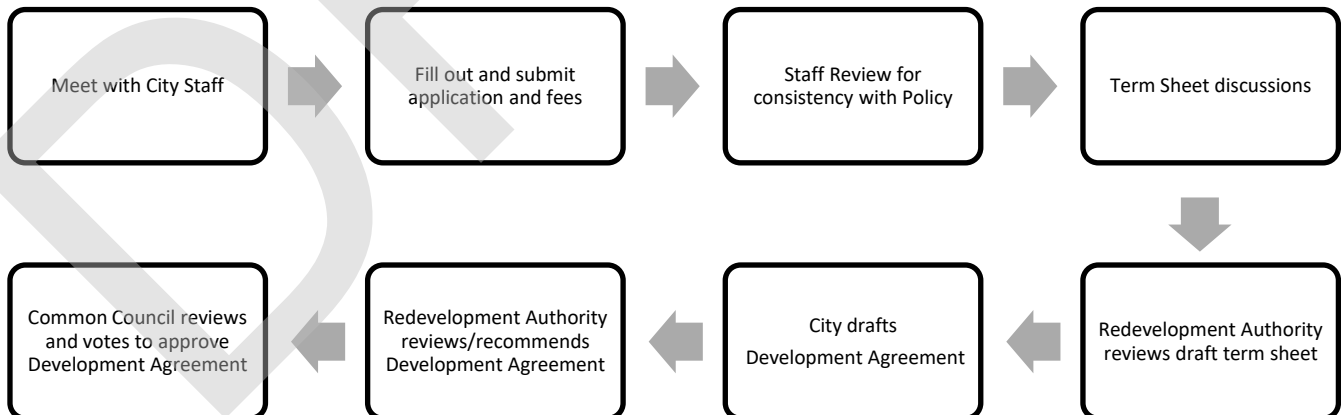 Meet with City Staff
Fill out and submit
application and fees
Staff Review for
consistency with Policy
Term Sheet discussions
Redevelopment Authority
reviews draft term sheet
City drafts
Development Agreement
Redevelopment Authority
reviews/recommends
Development Agreement
Common Council reviews
and votes to approve
Development Agreement